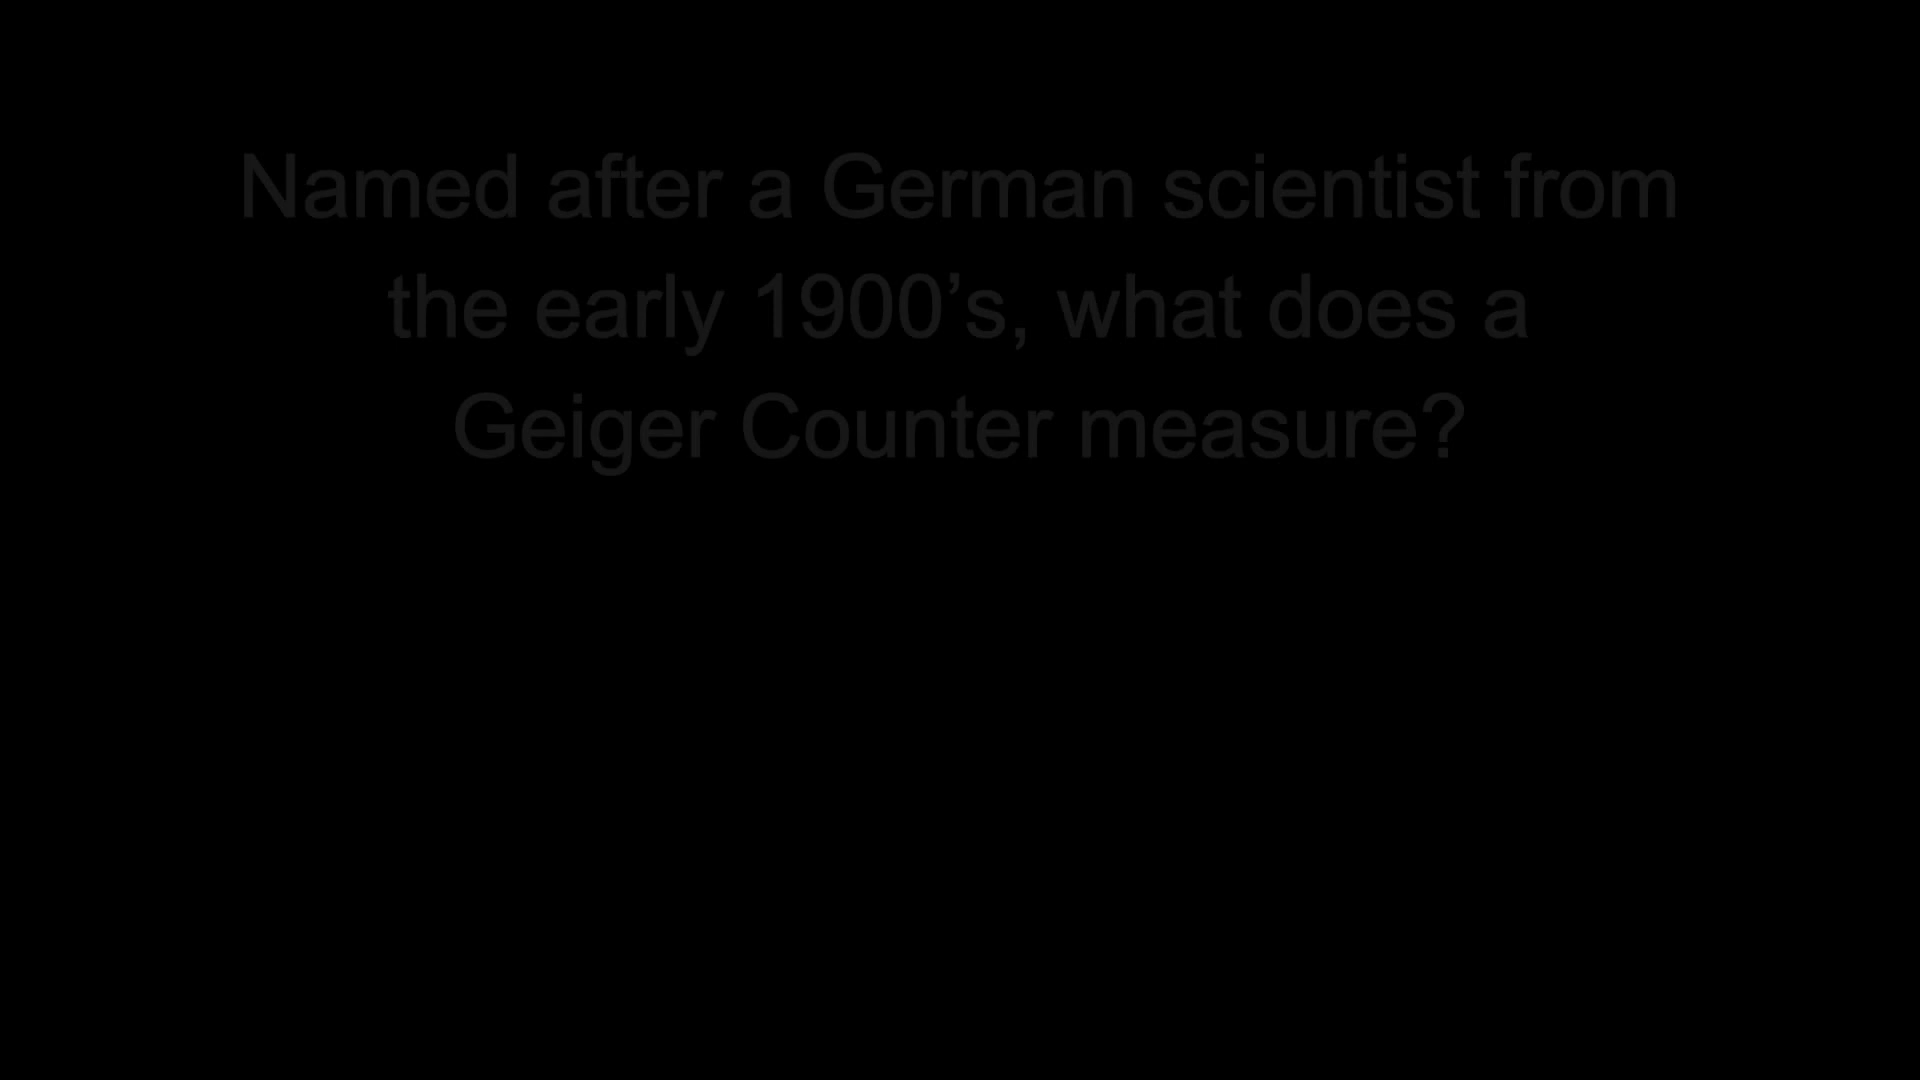 Named after a German scientist from
the early 1900’s, what does a
Geiger Counter measure?